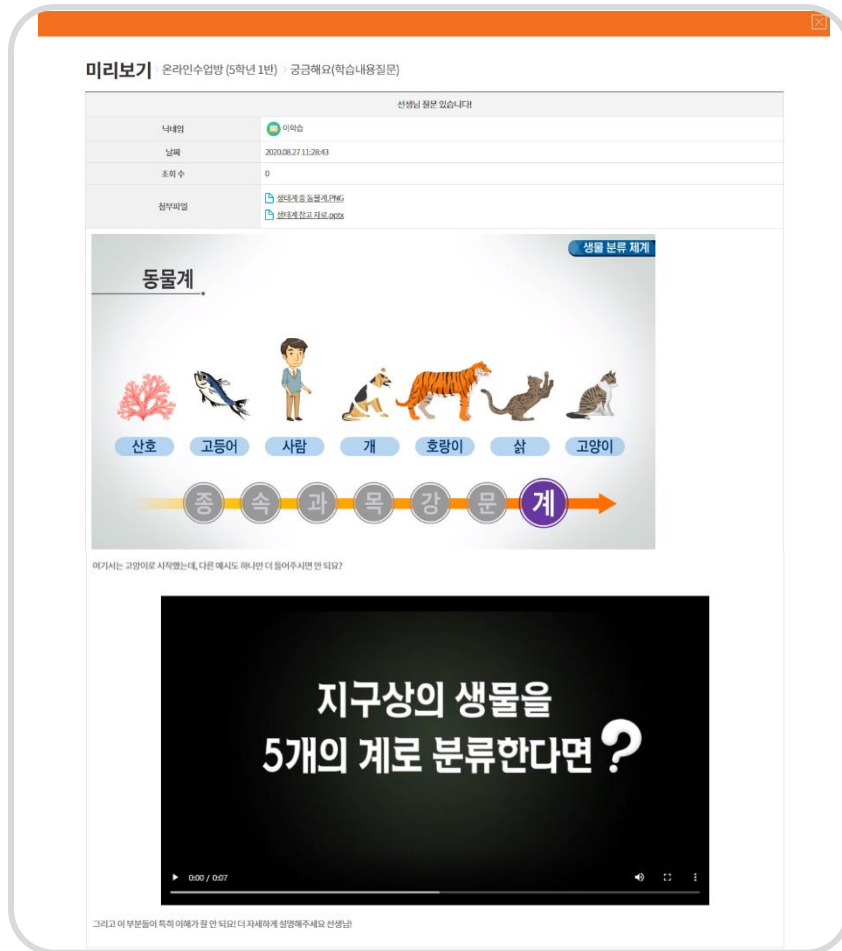 미리보기 > 온라인수업방 (5학년 1반) > 궁금해요(학습내용질문)
선생님 질문 있습니다!
닉네임 이학습
날짜 2020.08.27 11:28:43
조회 수 0
첨부파일 생태계 중 동물계.PNG
생태계 참고 자료.pptx
생물 분류 체계
동물계
산호 고등어 사람 개 호랑이 삵 고양이
종 속 과 목 강 문 계
여기서는 고양이로 시작했는데, 다른 예시도 하나만 더 들어주시면 안 되요?
지구상의 생물을
5개의 계로 분류한다면?
0:00 / 0:07
그리고 이 부분들이 특히 이해가 잘 안 되요! 더 자세하게 설명해주세요 선생님!